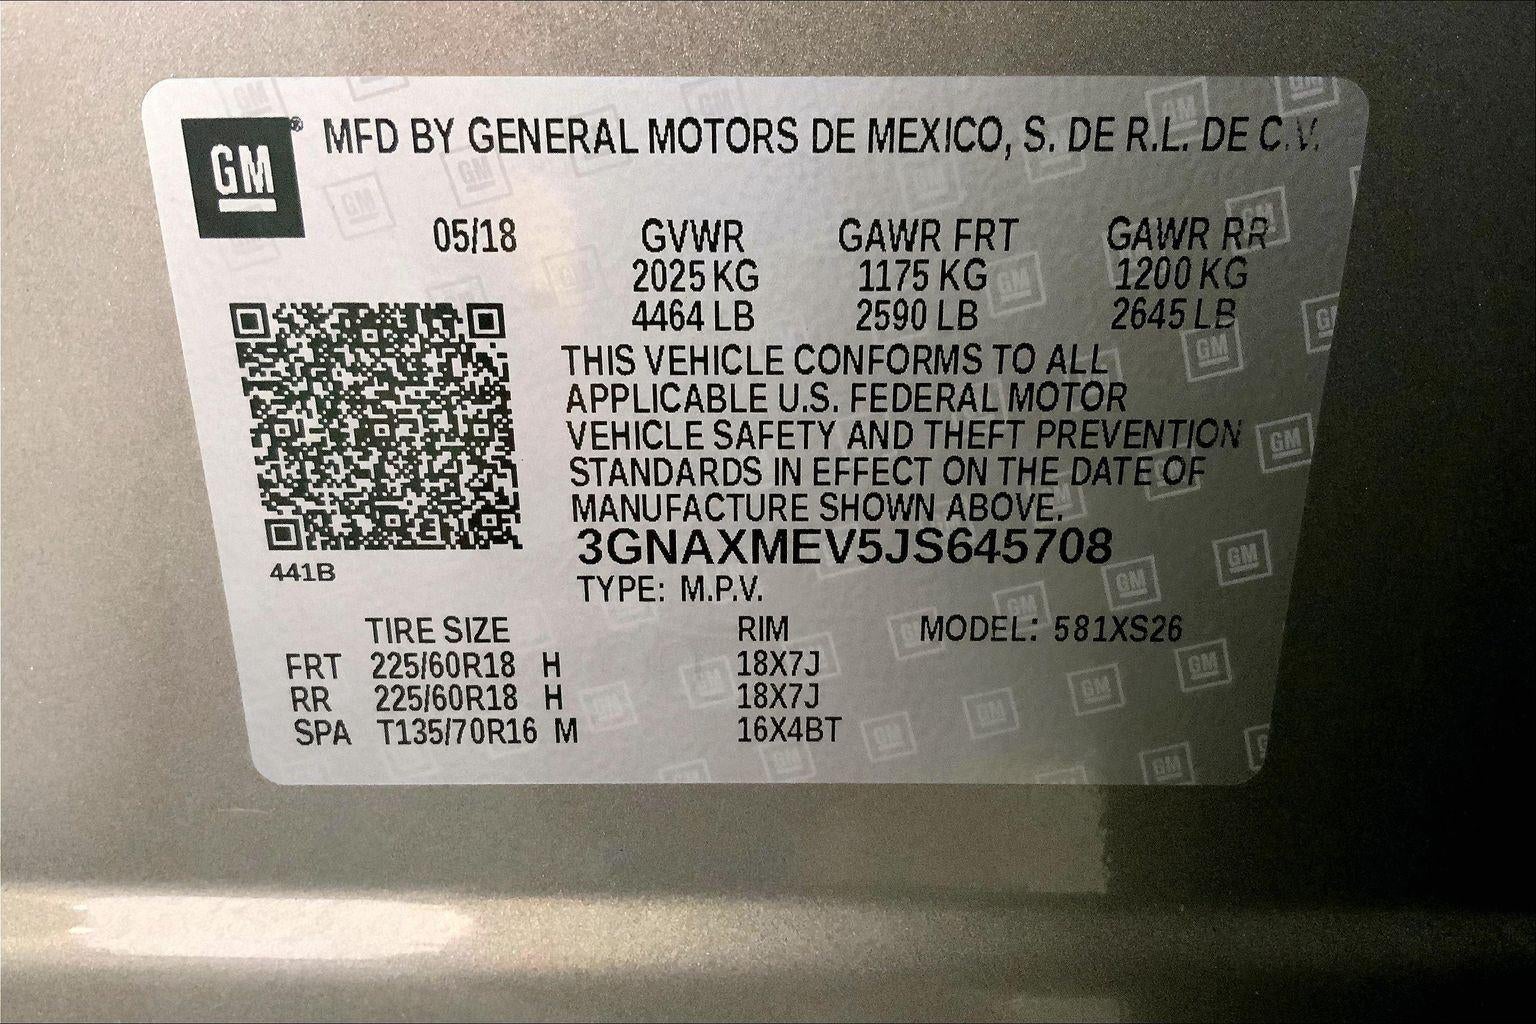 GM® MFD BY GENERAL MOTORS DE MEXICO, S. DE R.L. DE C.V.
05/18 GVWR GAWR FRT GAWR RR
2025 KG 1175 KG 1200 KG
4464 LB 2590 LB 2645 LB
THIS VEHICLE CONFORMS TO ALL
APPLICABLE U.S. FEDERAL MOTOR
VEHICLE SAFETY AND THEFT PREVENTION
STANDARDS IN EFFECT ON THE DATE OF
MANUFACTURE SHOWN ABOVE.
3GNAXMEV5JS645708
441B
TYPE: M.P.V.
TIRE SIZE RIM MODEL: 581XS26
FRT 225/60R18 H 18X7J
RR 225/60R18 H 18X7J
SPA T135/70R16 M 16X4BT